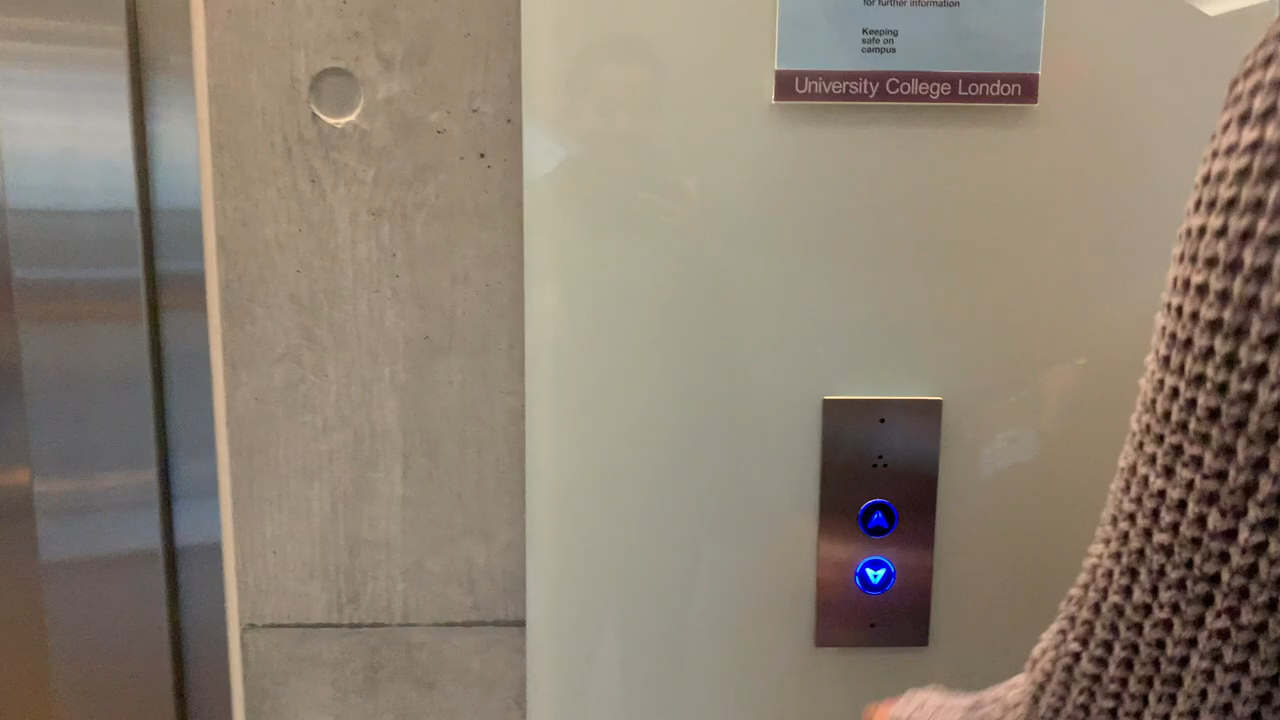 for further information
Keeping
safe on
campus
University College London